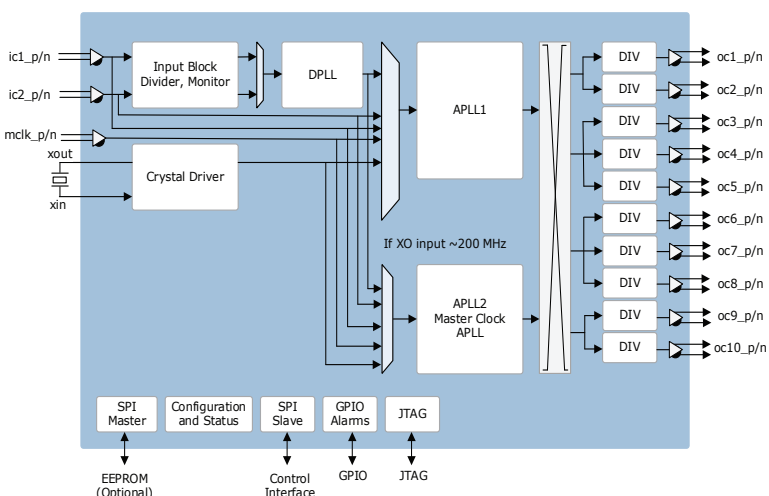 ic1_p/n
ic2_p/n
mclk_p/n
xout
xin
Input Block
Divider, Monitor
DPLL
Crystal Driver
APLL1
If XO input ~200 MHz
APLL2
Master Clock
APLL
DIV
oc1_p/n
DIV
oc2_p/n
DIV
oc3_p/n
DIV
oc4_p/n
DIV
oc5_p/n
DIV
oc6_p/n
DIV
oc7_p/n
DIV
oc8_p/n
DIV
oc9_p/n
DIV
oc10_p/n
SPI
Master
Configuration
and Status
SPI
Slave
GPIO
Alarms
JTAG
EEPROM
(Optional)
Control
Interface
GPIO
JTAG